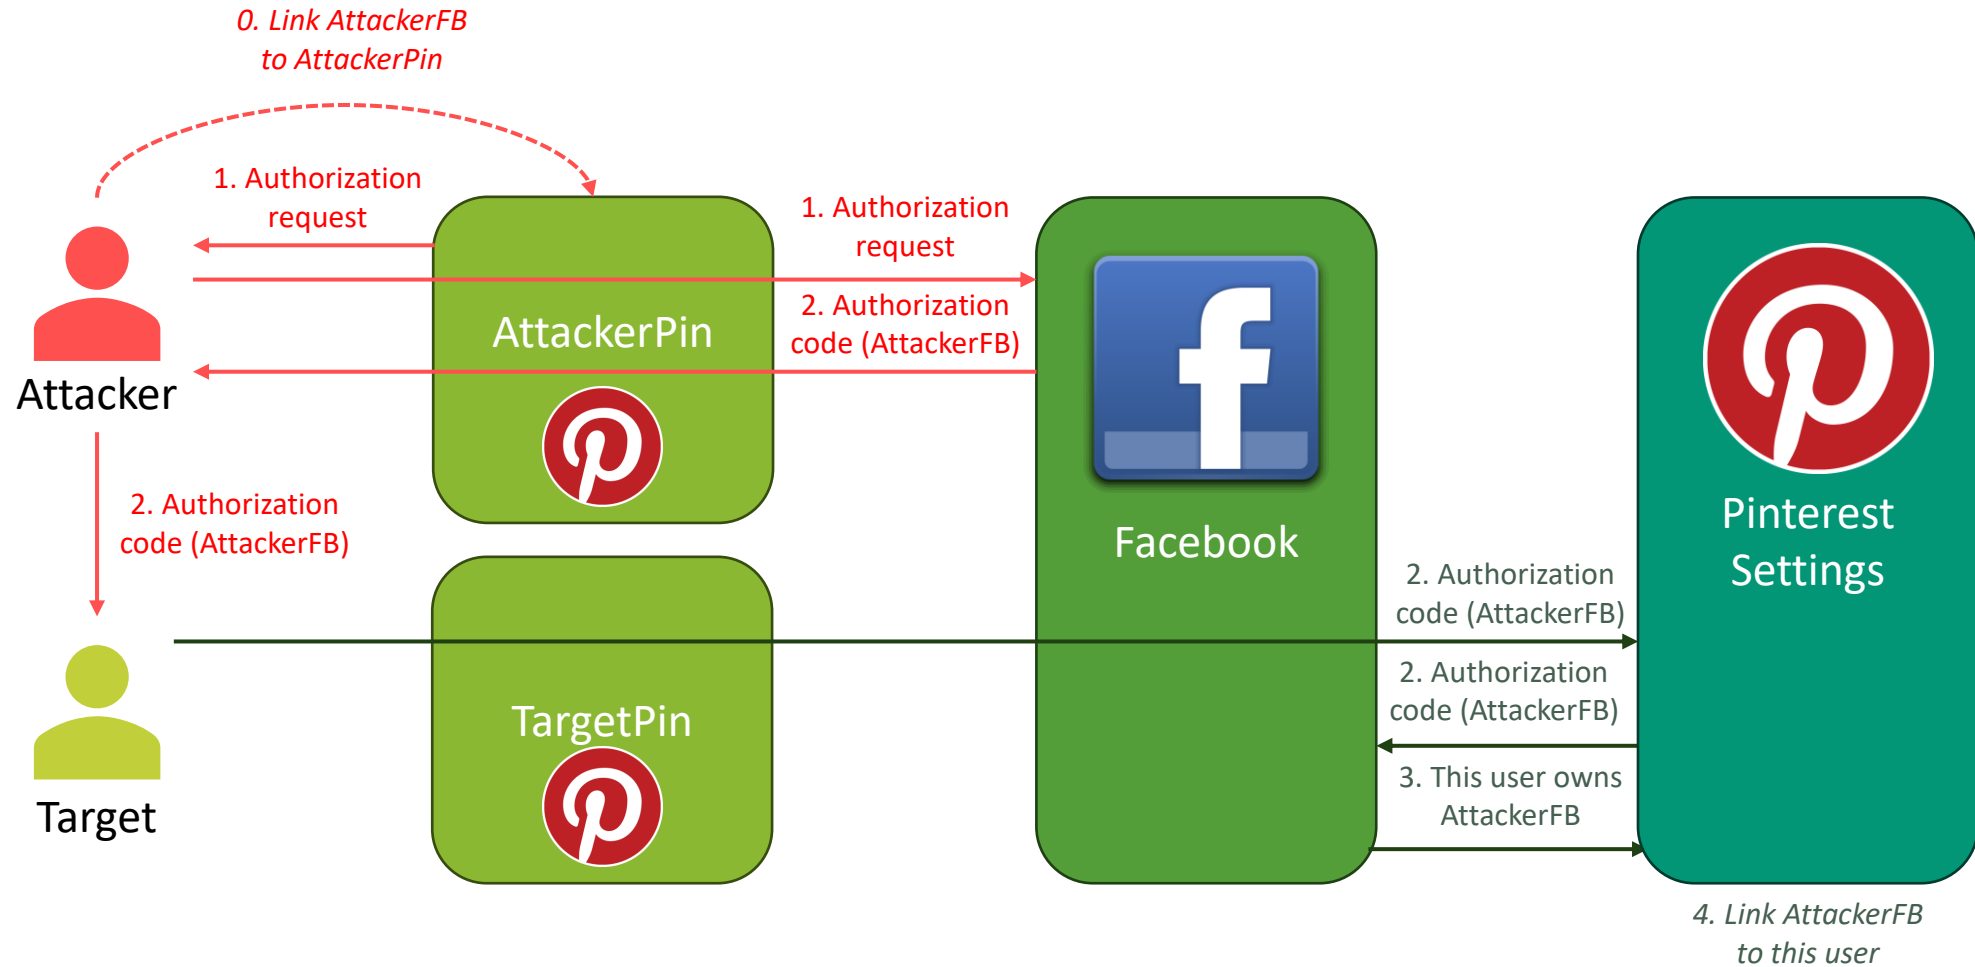 0. Link AttackerFB
to AttackerPin
1. Authorization
request
1. Authorization
request
2. Authorization
code (AttackerFB)
AttackerPin
Attacker
2. Authorization
code (AttackerFB)
Facebook
Pinterest
Settings
2. Authorization
code (AttackerFB)
2. Authorization
code (AttackerFB)
TargetPin
3. This user owns
AttackerFB
Target
4. Link AttackerFB
to this user